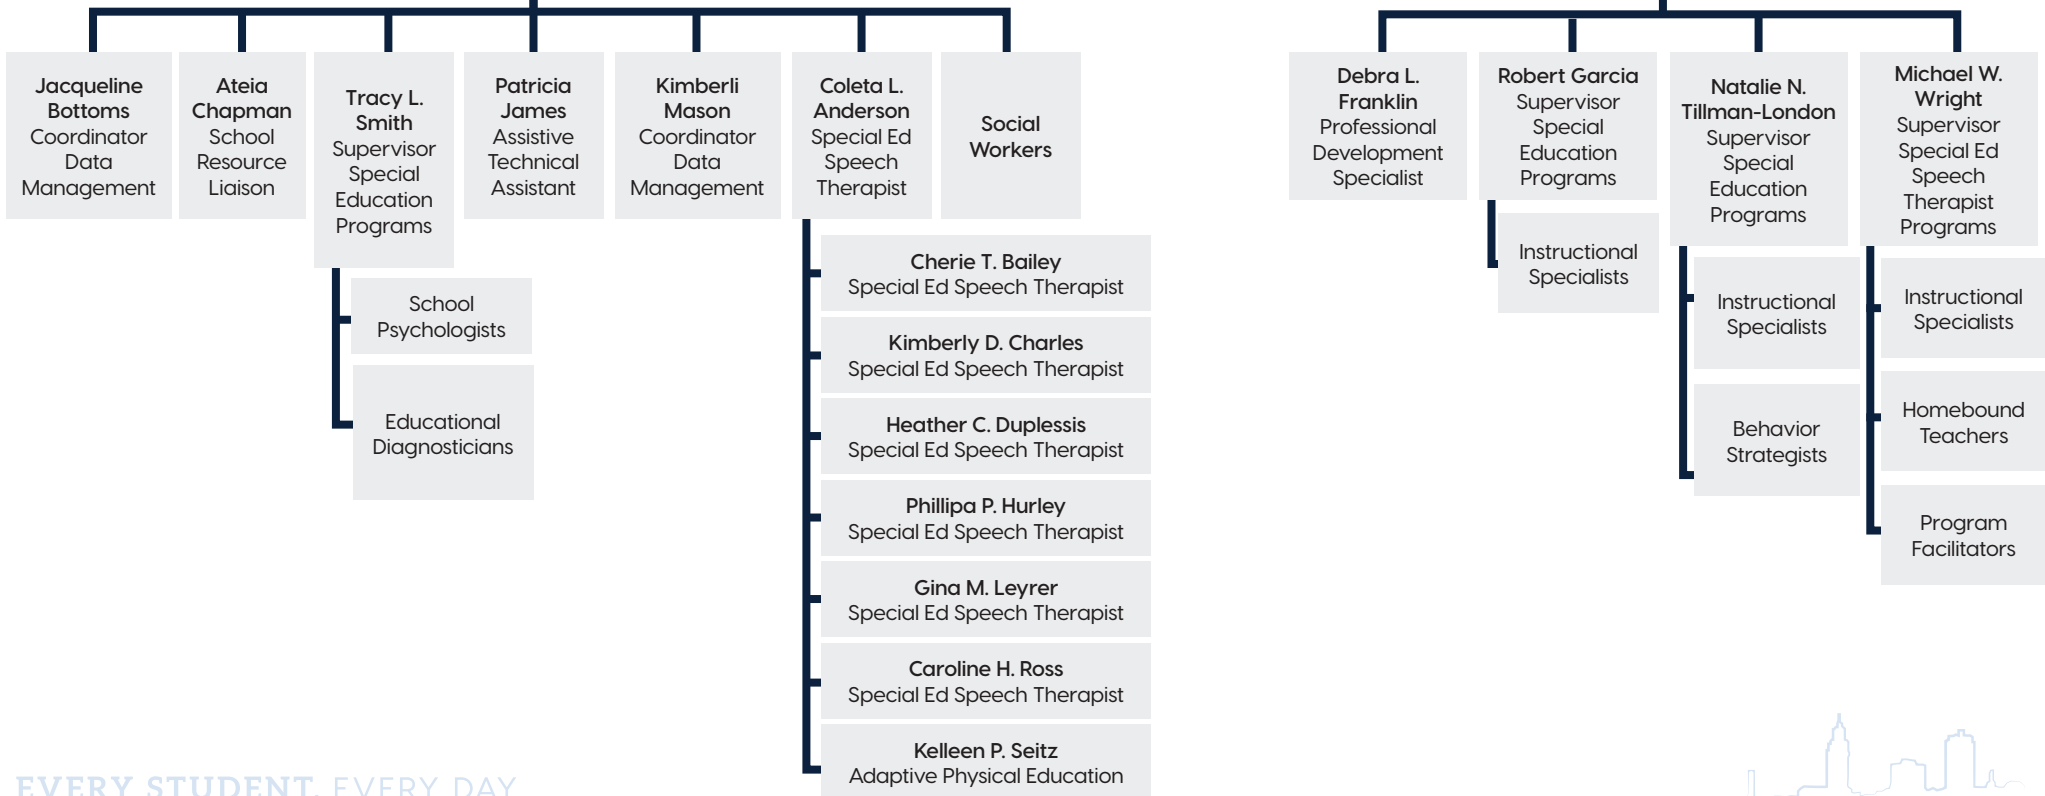 Jacqueline
Bottoms
Coordinator
Data
Management
Ateia
Chapman
School
Resource
Liaison
Tracy L.
Smith
Supervisor
Special
Education
Programs
School
Psychologists
Educational
Diagnosticians
Patricia
James
Assistive
Technical
Assistant
Kimberli
Mason
Coordinator
Data
Management
Coleta L.
Anderson
Special Ed
Speech
Therapist
Cherie T. Bailey
Special Ed Speech Therapist
Kimberly D. Charles
Special Ed Speech Therapist
Heather C. Duplessis
Special Ed Speech Therapist
Phillipa P. Hurley
Special Ed Speech Therapist
Gina M. Leyrer
Special Ed Speech Therapist
Caroline H. Ross
Special Ed Speech Therapist
Kelleen P. Seitz
Adaptive Physical Education
Social
Workers
Debra L.
Franklin
Professional
Development
Specialist
Robert Garcia
Supervisor
Special
Education
Programs
Instructional
Specialists
Natalie N.
Tillman-London
Supervisor
Special
Education
Programs
Instructional
Specialists
Behavior
Strategists
Michael W.
Wright
Supervisor
Special Ed
Speech
Therapist
Programs
Instructional
Specialists
Homebound
Teachers
Program
Facilitators
EVERY STUDENT. EVERY DAY